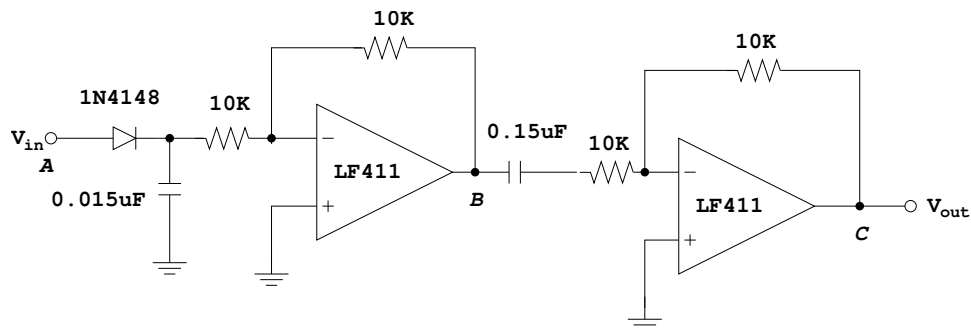 10K
10K
1N4148
10K
V_in
A
0.015uF
−
LF411
+
B
0.15uF
10K
−
LF411
+
C
V_out